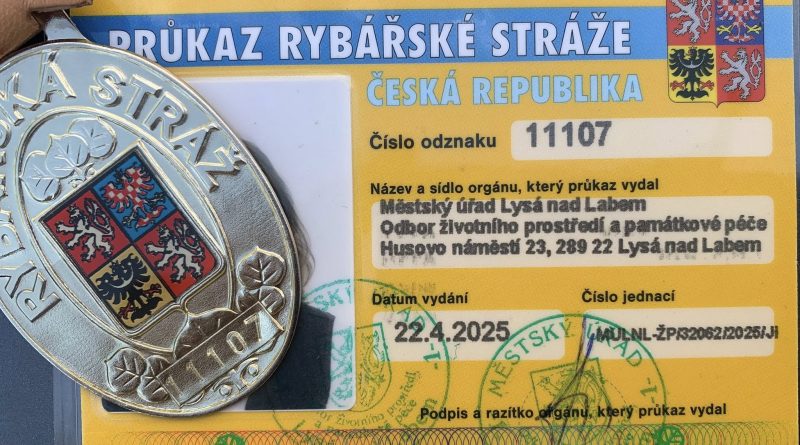 PRŮKAZ RYBÁŘSKÉ STRÁŽE
ČESKÁ REPUBLIKA
Číslo odznaku 11107
Název a sídlo orgánu, který průkaz vydal
Městský úřad Lysá nad Labem
Odbor životního prostředí a památkové péče
Husovo náměstí 23, 289 22 Lysá nad Labem
Datum vydání
22.4.2025
Číslo jednací
MULNL-ŽP/32062/2025/Ji
Podpis a razítko orgánu, který průkaz vydal
STRÁŽ
11107
MĚSTSKÝ ÚŘAD